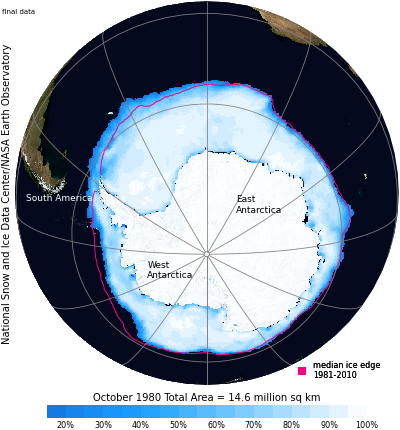 final data
National Snow and Ice Data Center/NASA Earth Observatory
South America
East
Antarctica
West
Antarctica
median ice edge
1981-2010
October 1980 Total Area = 14.6 million sq km
20% 30% 40% 50% 60% 70% 80% 90% 100%